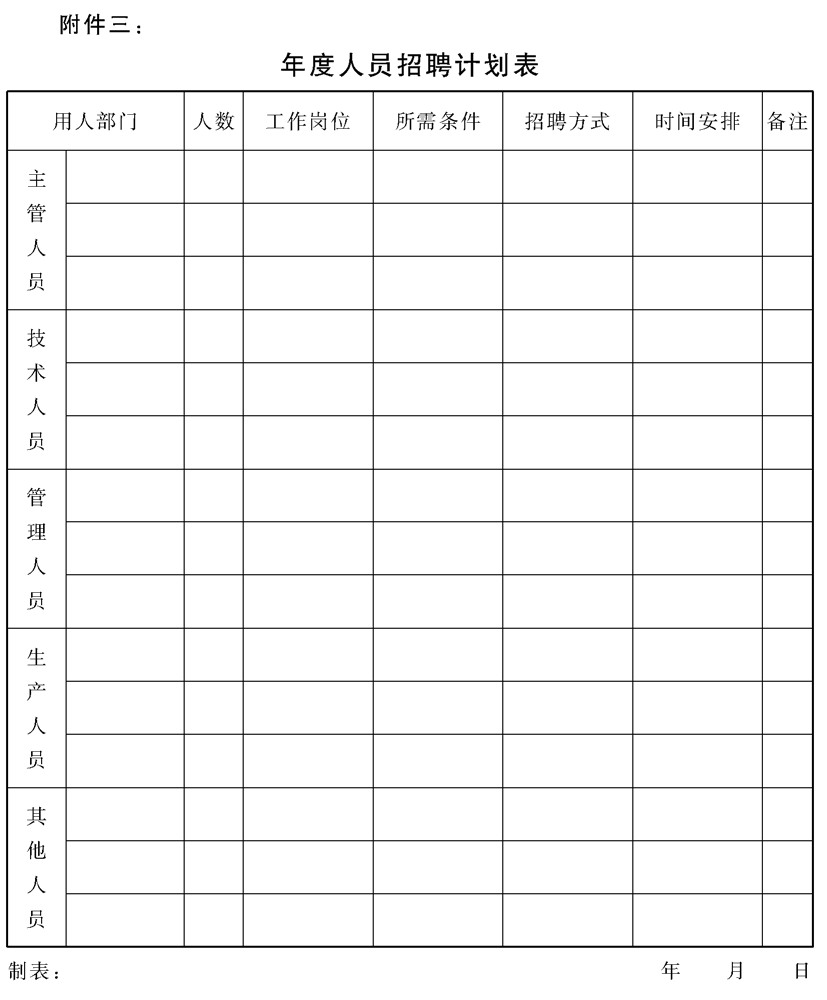 附件三：
年度人员招聘计划表
用人部门 人数 工作岗位 所需条件 招聘方式 时间安排 备注
主管人员
技术人员
管理人员
生产人员
其他人员
制表： 年 月 日